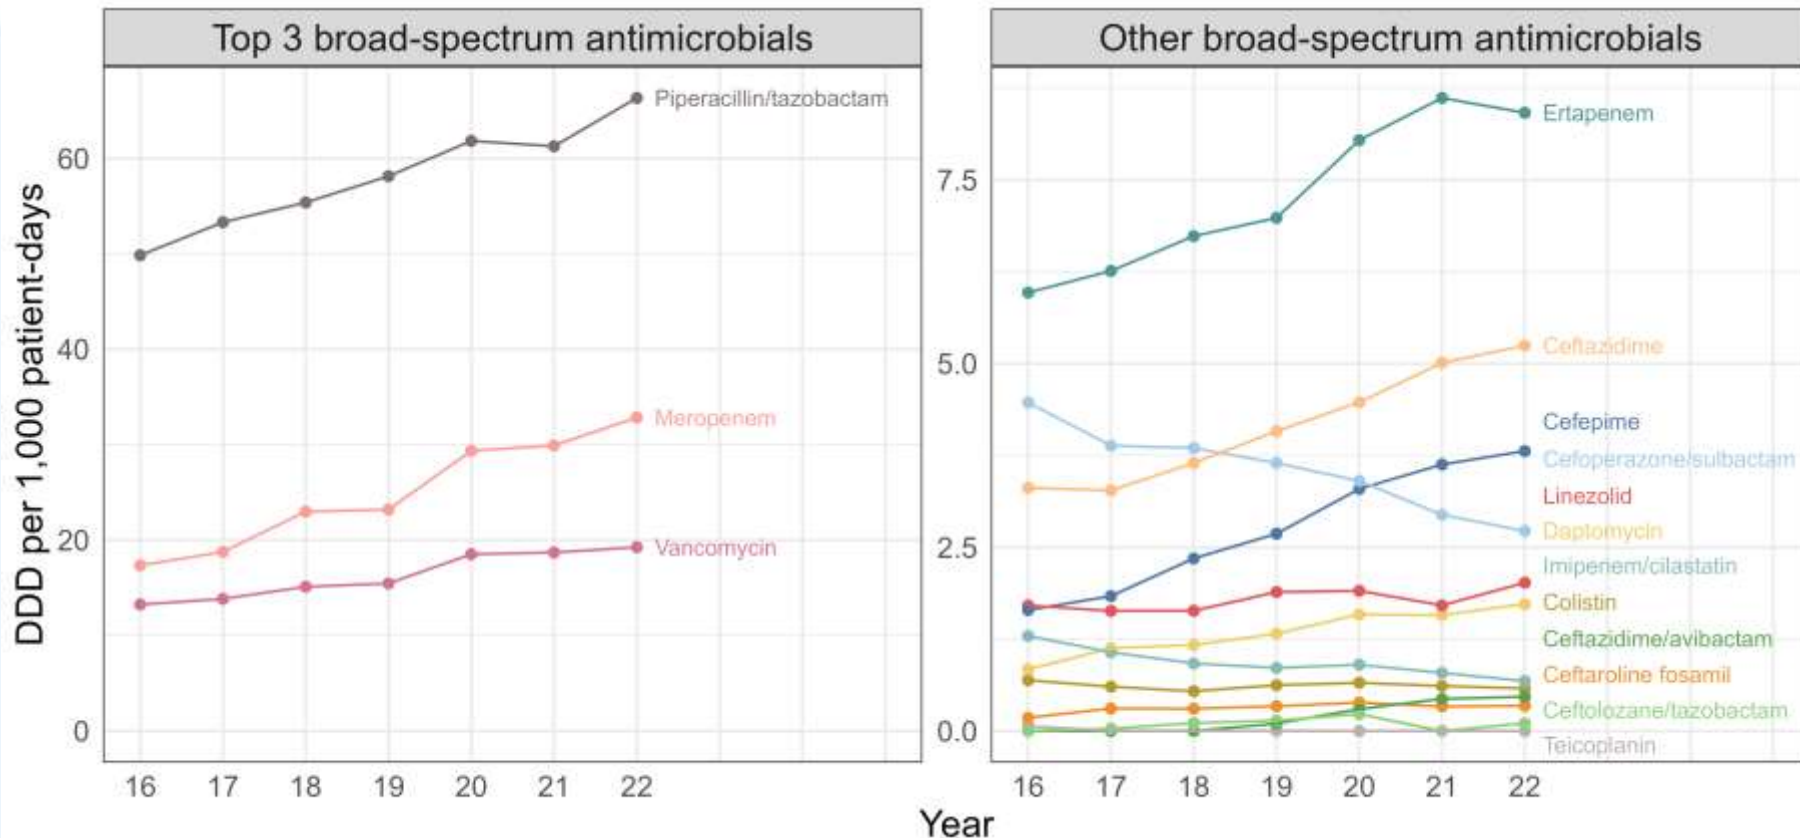 Top 3 broad-spectrum antimicrobials
Other broad-spectrum antimicrobials
DDD per 1,000 patient-days
60
40
20
0
Piperacillin/tazobactam
Meropenem
Vancomycin
16 17 18 19 20 21 22
7.5
5.0
2.5
0.0
Ertapenem
Ceftazidime
Cefepime
Cefoperazone/sulbactam
Linezolid
Daptomycin
Imipenem/cilastatin
Colistin
Ceftazidime/avibactam
Ceftaroline fosamil
Ceftolozane/tazobactam
Teicoplanin
16 17 18 19 20 21 22
Year